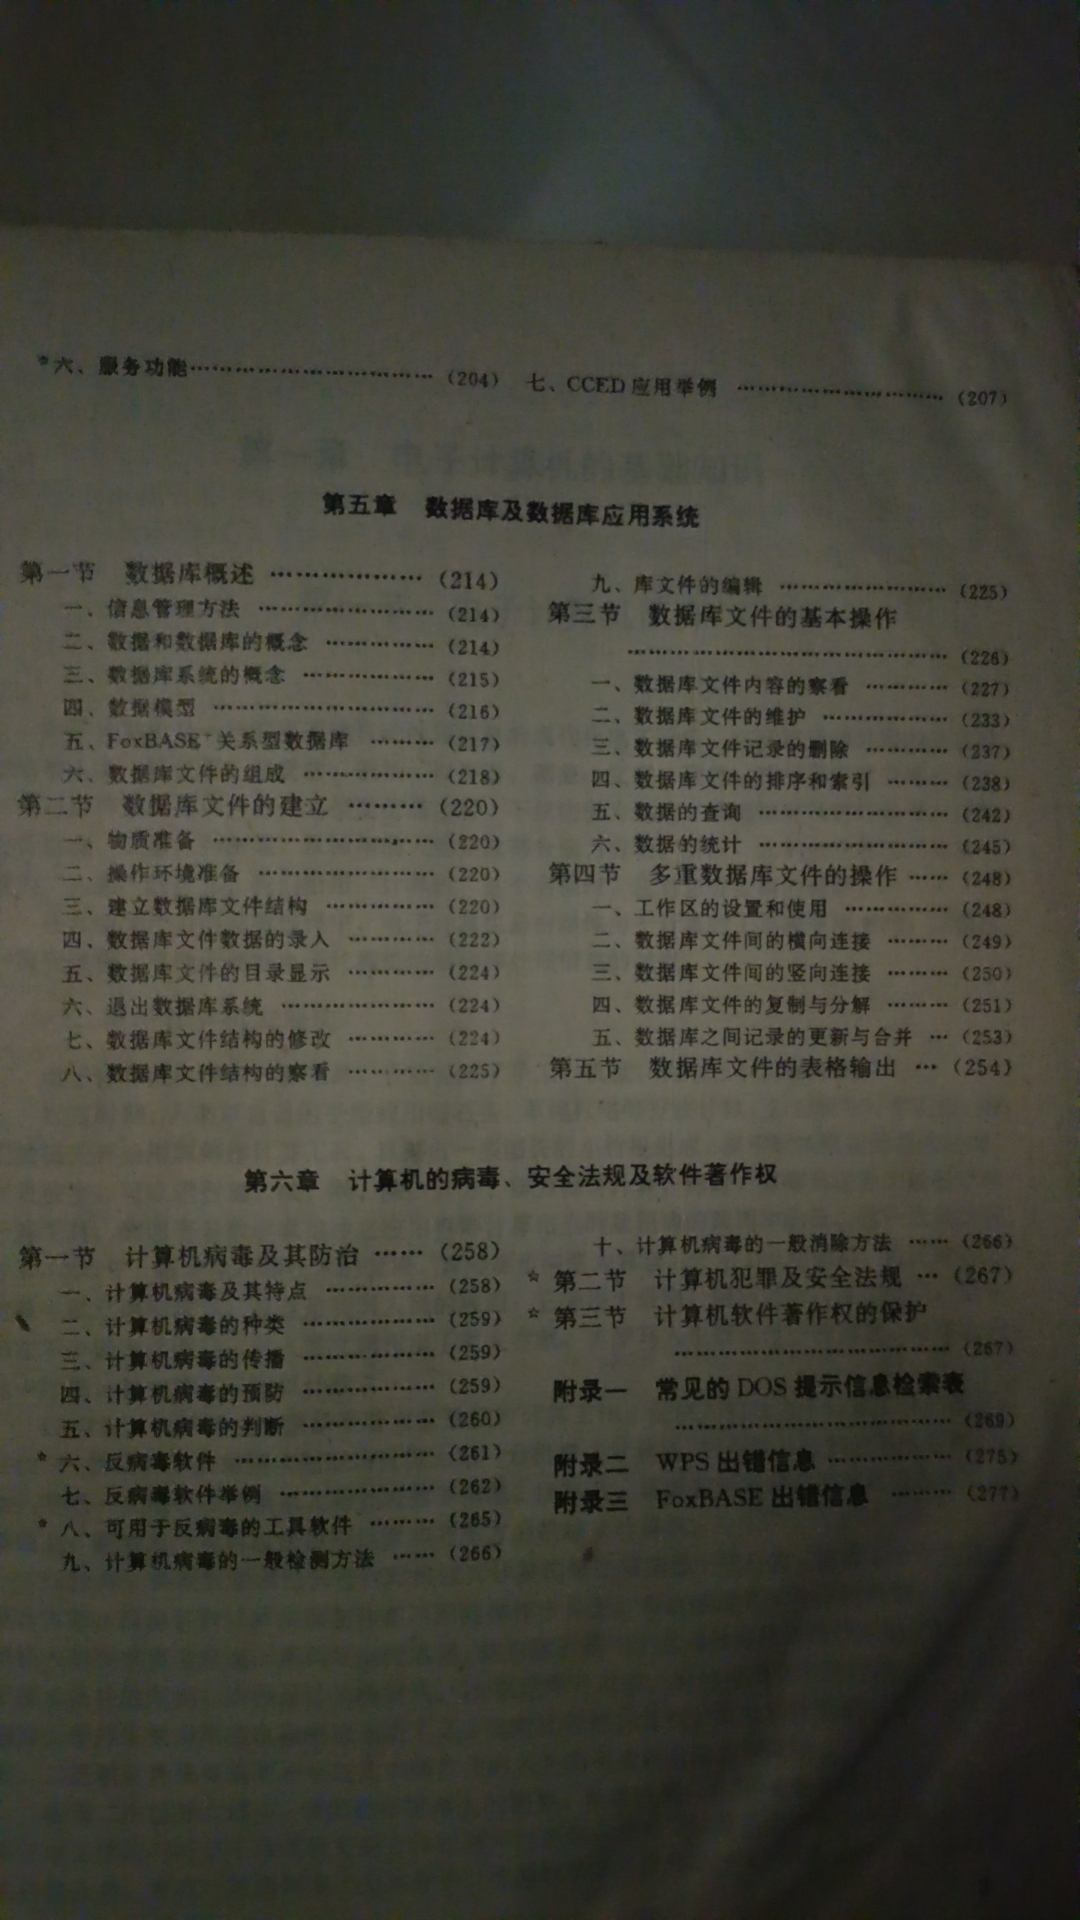 *六、服务功能…………………………(204)
七、CCED应用举例……………………(207)
第五章 数据库及数据库应用系统
第一节 数据库概述………………(214)
一、信息管理方法………………(214)
二、数据和数据库的概念…………(214)
三、数据库系统的概念……………(215)
四、数据模型……………………(216)
五、FoxBASE+关系型数据库………(217)
六、数据库文件的组成……………(218)
第二节 数据库文件的建立………(220)
一、物质准备……………………(220)
二、操作环境准备………………(220)
三、建立数据库文件结构…………(220)
四、数据库文件数据的录入………(222)
五、数据库文件的目录显示………(224)
六、退出数据库系统……………(224)
七、数据库文件结构的修改………(224)
八、数据库文件结构的察看………(225)
九、库文件的编辑………………(225)
第三节 数据库文件的基本操作
……………………………………(226)
一、数据库文件内容的察看………(227)
二、数据库文件的维护……………(233)
三、数据库文件记录的删除………(237)
四、数据库文件的排序和索引……(238)
五、数据的查询…………………(242)
六、数据的统计…………………(245)
第四节 多重数据库文件的操作……(248)
一、工作区的设置和使用…………(248)
二、数据库文件间的横向连接……(249)
三、数据库文件间的竖向连接……(250)
四、数据库文件的复制与分解……(251)
五、数据库之间记录的更新与合并…(253)
第五节 数据库文件的表格输出…(254)
第六章 计算机的病毒、安全法规及软件著作权
第一节 计算机病毒及其防治……(258)
一、计算机病毒及其特点…………(258)
二、计算机病毒的种类……………(259)
三、计算机病毒的传播……………(259)
四、计算机病毒的预防……………(259)
五、计算机病毒的判断……………(260)
*六、反病毒软件…………………(261)
七、反病毒软件举例………………(262)
*八、可用于反病毒的工具软件………(265)
九、计算机病毒的一般检测方法……(266)
十、计算机病毒的一般消除方法……(266)
☆第二节 计算机犯罪及安全法规…(267)
☆第三节 计算机软件著作权的保护
…………………………………(267)
附录一 常见的DOS提示信息检索表
…………………………………(269)
附录二 WPS出错信息………………(275)
附录三 FoxBASE出错信息………(277)